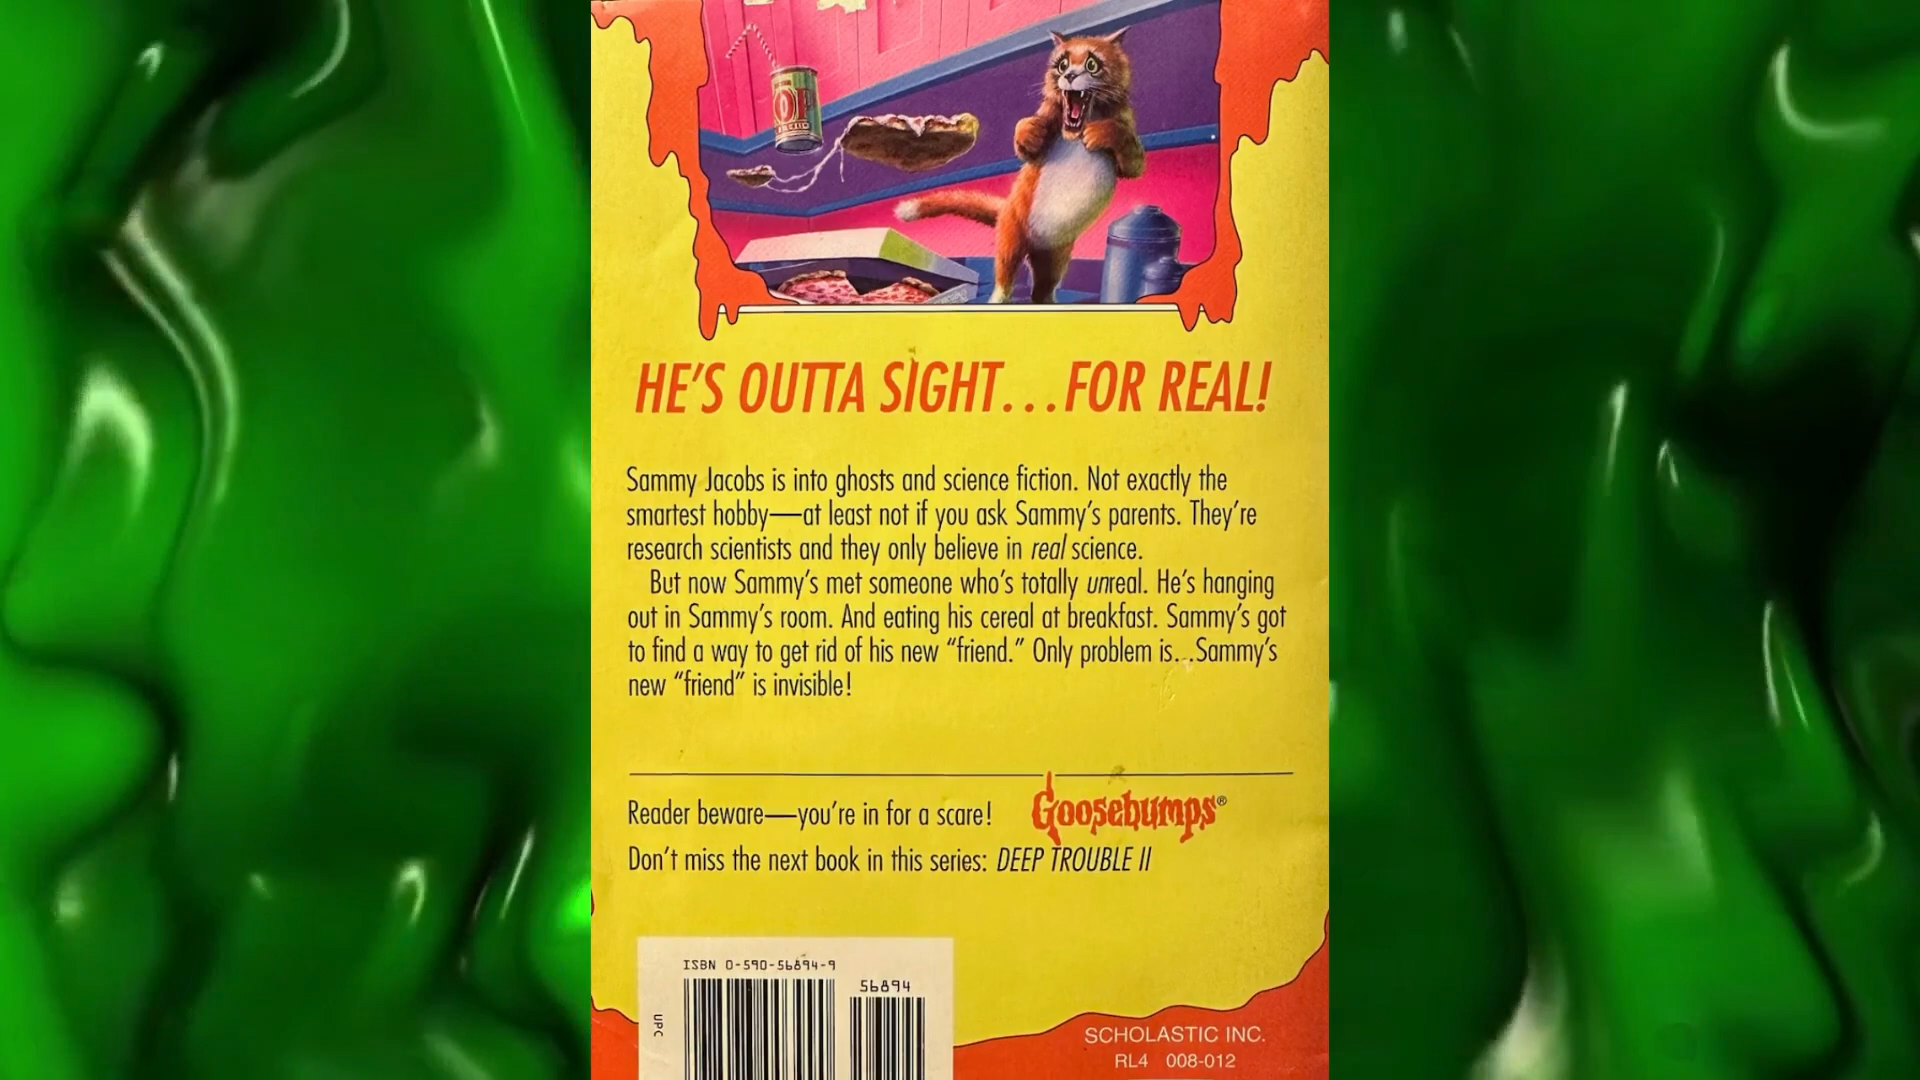 OP
HE'S OUTTA SIGHT...FOR REAL!
Sammy Jacobs is into ghosts and science fiction. Not exactly the
smartest hobby—at least not if you ask Sammy's parents. They're
research scientists and they only believe in real science.
But now Sammy's met someone who's totally unreal. He's hanging
out in Sammy's room. And eating his cereal at breakfast. Sammy's got
to find a way to get rid of his new "friend." Only problem is...Sammy's
new "friend" is invisible!
Reader beware—you're in for a scare! Goosebumps®
Don't miss the next book in this series: DEEP TROUBLE II
ISBN 0-590-56894-9
56894
UPC
SCHOLASTIC INC.
RL4 008-012